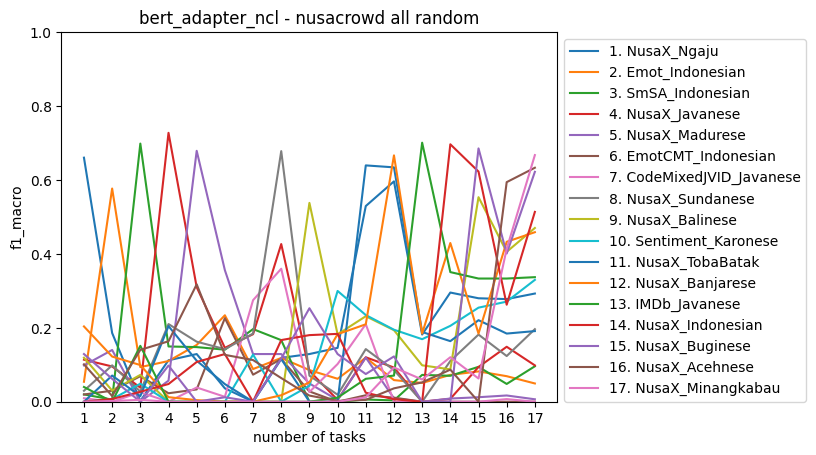 bert_adapter_ncl - nusacrowd all random
1.0
0.8
0.6
0.4
0.2
0.0
f1_macro
1 2 3 4 5 6 7 8 9 10 11 12 13 14 15 16 17
number of tasks
1. NusaX_Ngaju
2. Emot_Indonesian
3. SmSA_Indonesian
4. NusaX_Javanese
5. NusaX_Madurese
6. EmotCMT_Indonesian
7. CodeMixedJVID_Javanese
8. NusaX_Sundanese
9. NusaX_Balinese
10. Sentiment_Karonese
11. NusaX_TobaBatak
12. NusaX_Banjarese
13. IMDb_Javanese
14. NusaX_Indonesian
15. NusaX_Buginese
16. NusaX_Acehnese
17. NusaX_Minangkabau